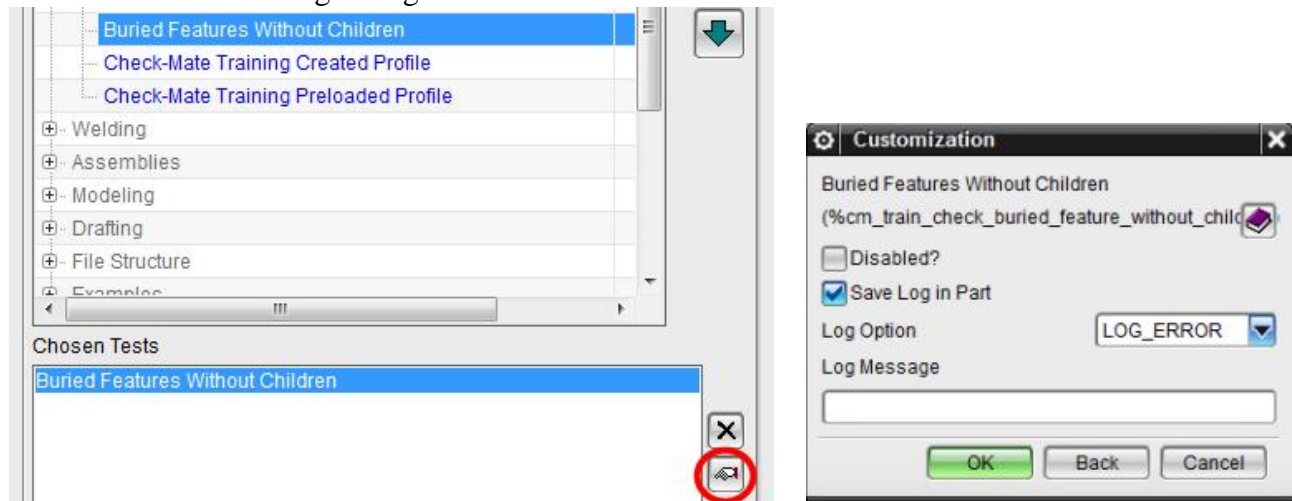 Buried Features Without Children
Check-Mate Training Created Profile
Check-Mate Training Preloaded Profile
Welding
Assemblies
Modeling
Drafting
File Structure
Examples
Chosen Tests
Buried Features Without Children
Customization
Buried Features Without Children
(%cm_train_check_buried_feature_without_chilc
Disabled?
Save Log in Part
Log Option LOG_ERROR
Log Message
OK Back Cancel